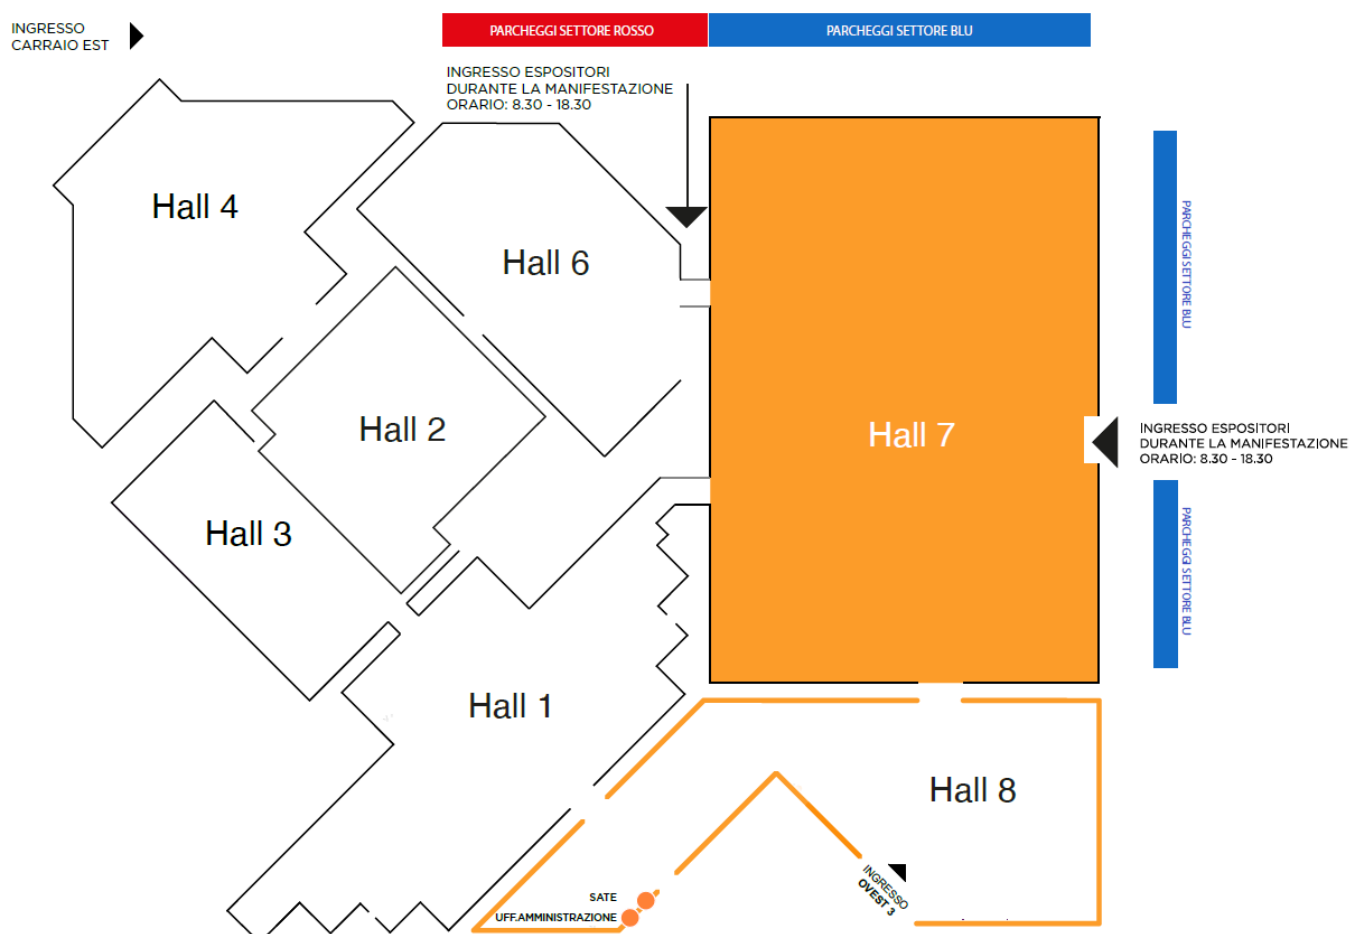 INGRESSO
CARRAIO EST
PARCHEGGI SETTORE ROSSO
PARCHEGGI SETTORE BLU
INGRESSO ESPOSITORI
DURANTE LA MANIFESTAZIONE
ORARIO: 8.30 - 18.30
Hall 4
Hall 6
PARCHEGGI SETTORE BLU
Hall 2
Hall 7
INGRESSO ESPOSITORI
DURANTE LA MANIFESTAZIONE
ORARIO: 8.30 - 18.30
Hall 3
PARCHEGGI SETTORE BLU
Hall 1
Hall 8
INGRESSO
OVEST 3
SATE
UFF.AMMINISTRAZIONE